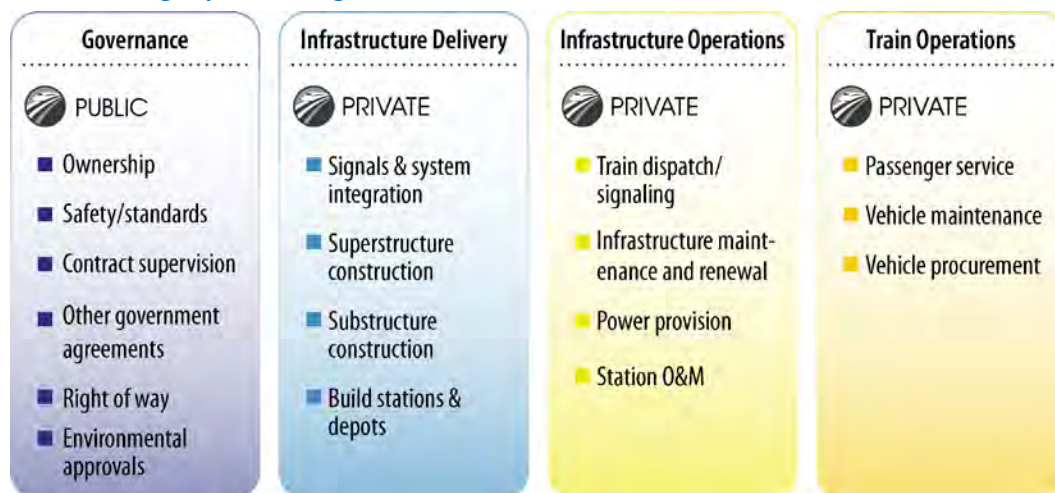 Governance
PUBLIC
Ownership
Safety/standards
Contract supervision
Other government
agreements
Right of way
Environmental
approvals
Infrastructure Delivery
PRIVATE
Signals & system
integration
Superstructure
construction
Substructure
construction
Build stations &
depots
Infrastructure Operations
PRIVATE
Train dispatch/
signaling
Infrastructure maint-
enance and renewal
Power provision
Station O&M
Train Operations
PRIVATE
Passenger service
Vehicle maintenance
Vehicle procurement